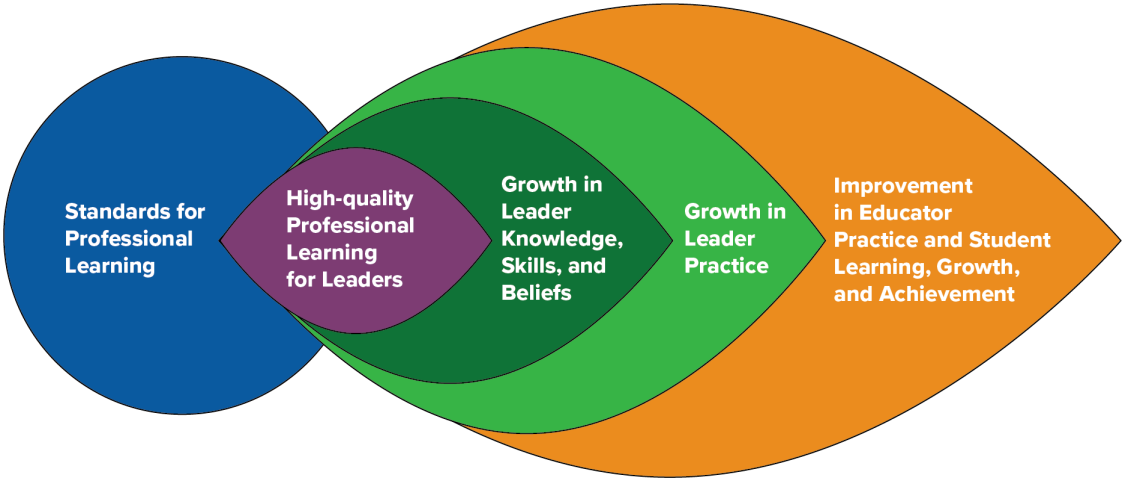 Standards for
Professional
Learning
High-quality
Professional
Learning
for Leaders
Growth in
Leader
Knowledge,
Skills, and
Beliefs
Growth in
Leader
Practice
Improvement
in Educator
Practice and Student
Learning, Growth,
and Achievement